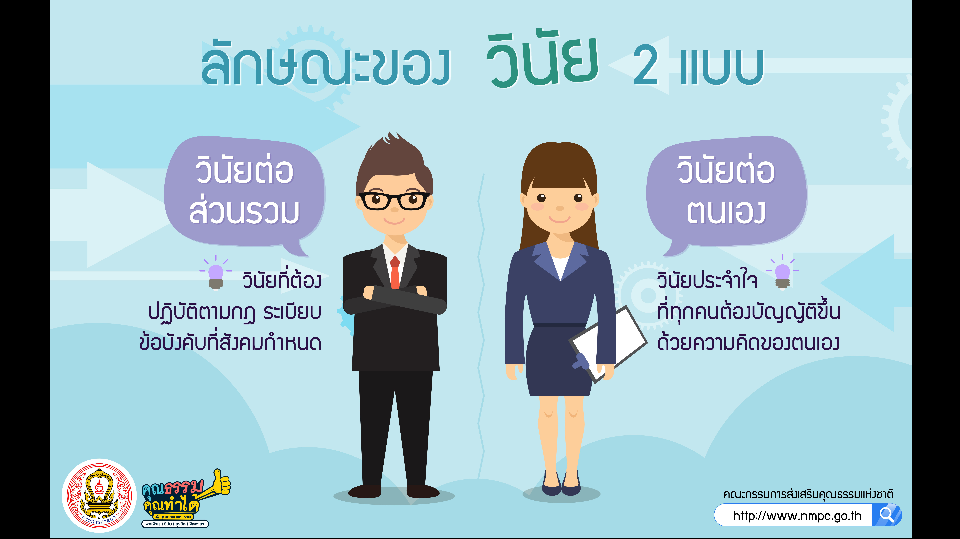 ลักษณะของ วินัย 2 แบบ
วินัยต่อ
ส่วนรวม
วินัยที่ต้อง
ปฏิบัติตามกฎ ระเบียบ
ข้อบังคับที่สังคมกำหนด
วินัยต่อ
ตนเอง
วินัยประจำใจ
ที่ทุกคนต้องบัญญัติขึ้น
ด้วยความคิดของตนเอง
คุณธรรม
คุณทำได้
คณะกรรมการส่งเสริมคุณธรรมแห่งชาติ
http://www.nmpc.go.th